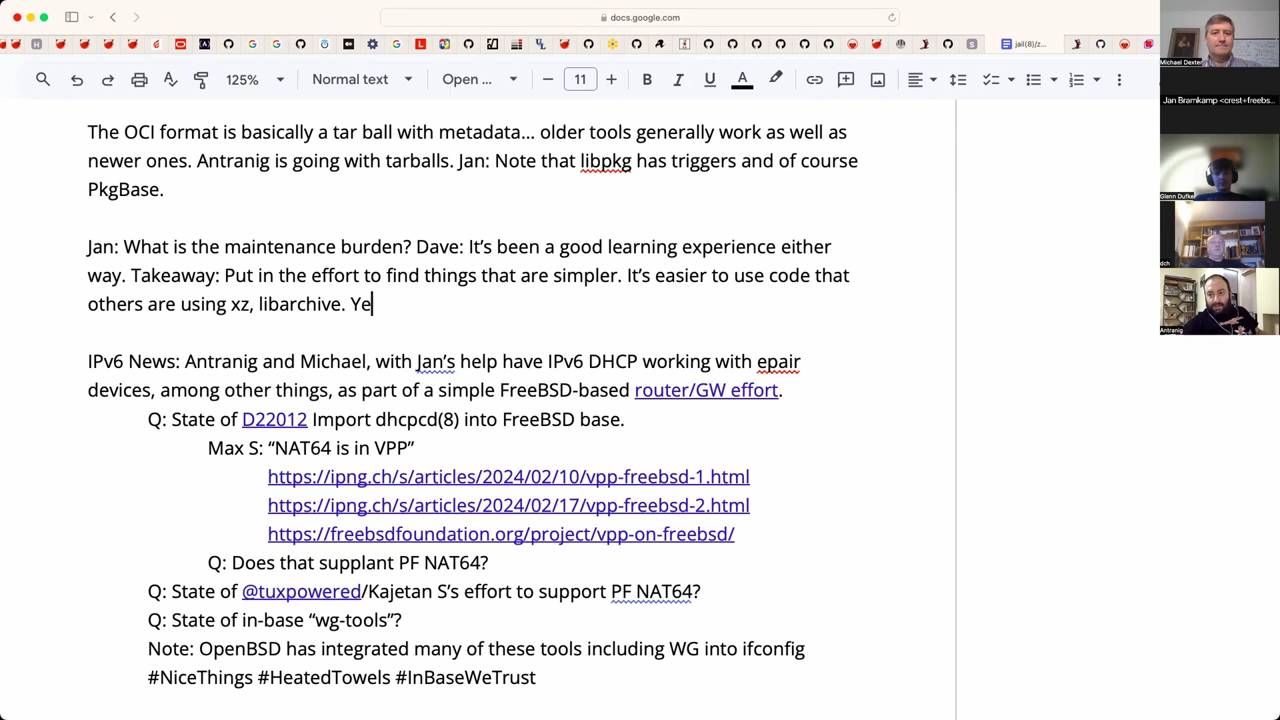 docs.google.com
jail(8)/z...
125%
Normal text
Open ...
11
B
I
U
A
The OCI format is basically a tar ball with metadata... older tools generally work as well as
newer ones. Antranig is going with tarballs. Jan: Note that libpkg has triggers and of course
PkgBase.
Jan: What is the maintenance burden? Dave: It's been a good learning experience either
way. Takeaway: Put in the effort to find things that are simpler. It's easier to use code that
others are using xz, libarchive. Ye
IPv6 News: Antranig and Michael, with Jan's help have IPv6 DHCP working with epair
devices, among other things, as part of a simple FreeBSD-based router/GW effort.
Q: State of D22012 Import dhcpcd(8) into FreeBSD base.
Max S: "NAT64 is in VPP"
https://ipng.ch/s/articles/2024/02/10/vpp-freebsd-1.html
https://ipng.ch/s/articles/2024/02/17/vpp-freebsd-2.html
https://freebsdfoundation.org/project/vpp-on-freebsd/
Q: Does that supplant PF NAT64?
Q: State of @tuxpowered/Kajetan S's effort to support PF NAT64?
Q: State of in-base "wg-tools"?
Note: OpenBSD has integrated many of these tools including WG into ifconfig
#NiceThings #HeatedTowels #InBaseWeTrust
Michael Dexter
Jan Bramkamp <crest+freebs...
Glenn Dufke
dch
Antranig